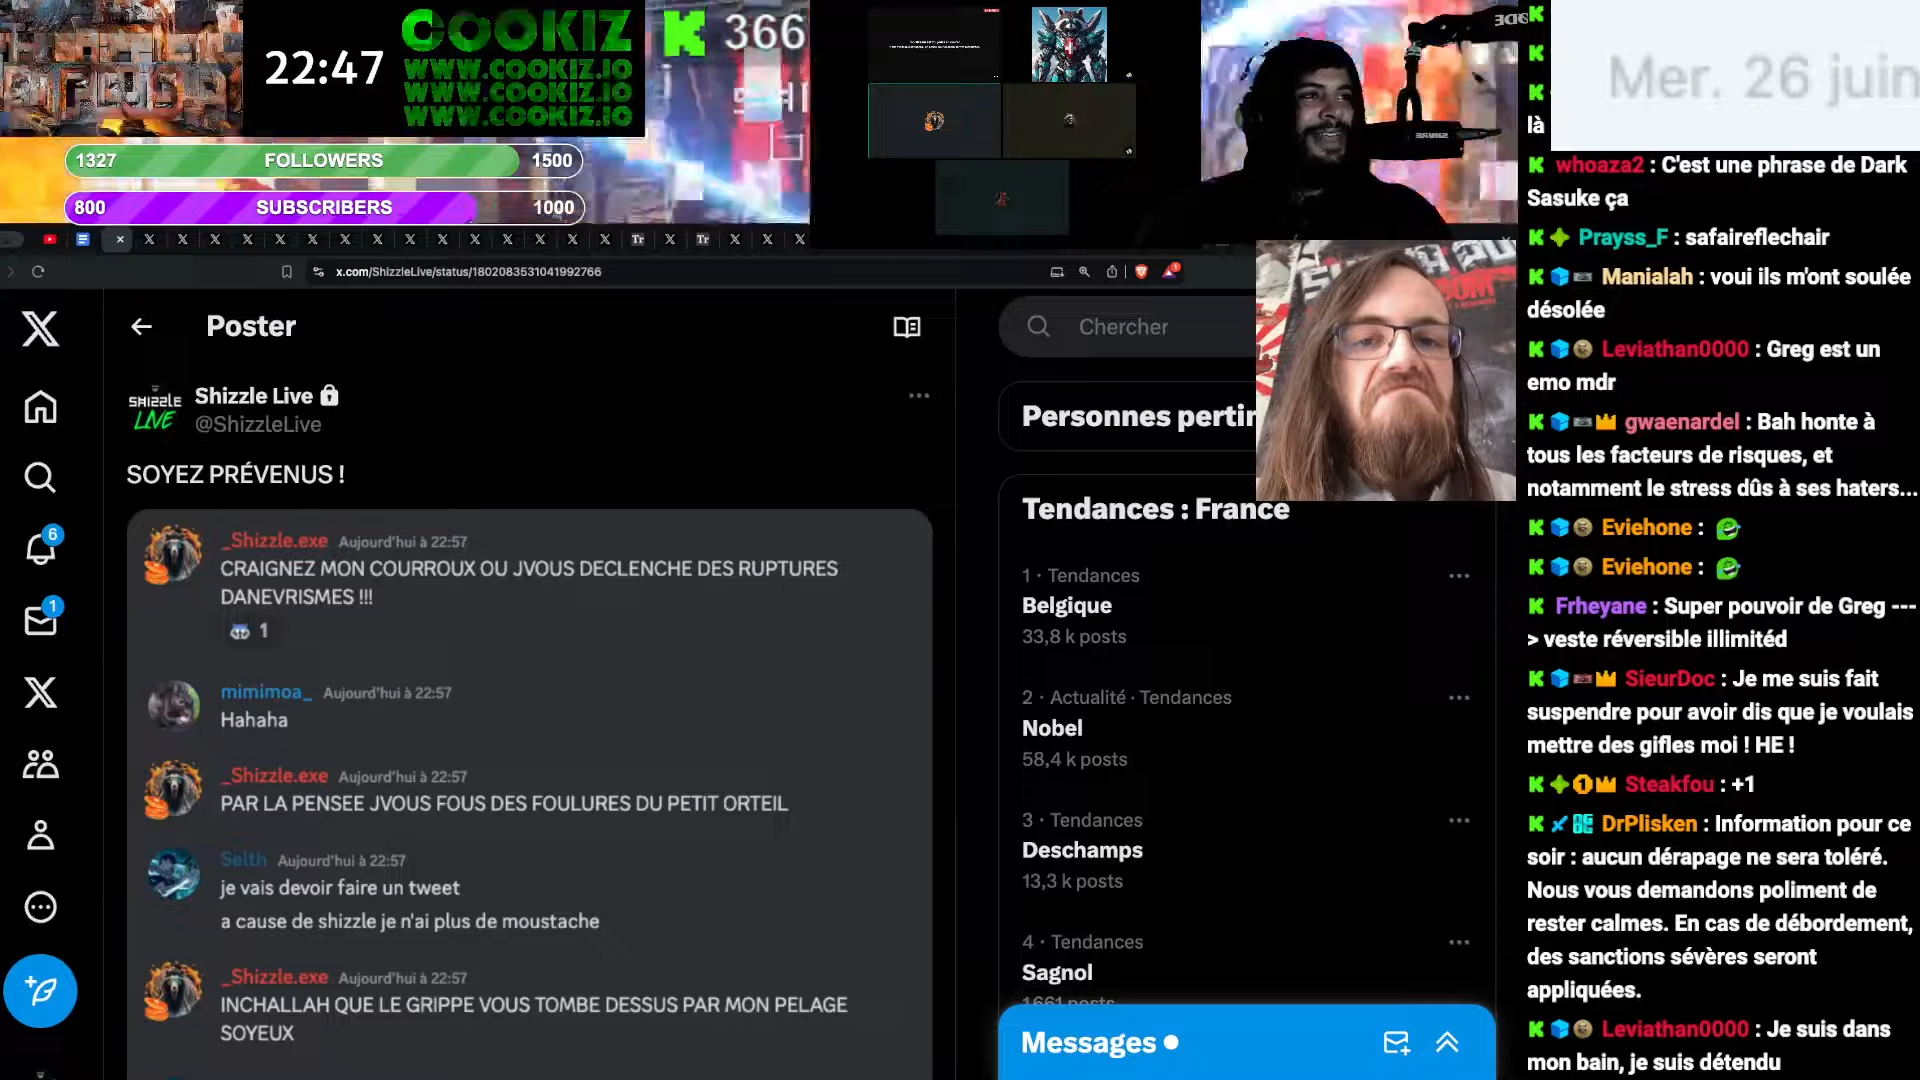 22:47
COOKIZ
WWW.COOKIZ.IO
WWW.COOKIZ.IO
WWW.COOKIZ.IO
366
1327 FOLLOWERS 1500
800 SUBSCRIBERS 1000
Mer. 26 juin
x.com/ShizzleLive/status/1802083531041992766
Poster
Shizzle Live
@ShizzleLive
SHIZZLE
LIVE
SOYEZ PRÉVENUS !
_Shizzle.exe Aujourd'hui à 22:57
CRAIGNEZ MON COURROUX OU JVOUS DECLENCHE DES RUPTURES
DANEVRISMES !!!
1
mimimoa_ Aujourd'hui à 22:57
Hahaha
_Shizzle.exe Aujourd'hui à 22:57
PAR LA PENSEE JVOUS FOUS DES FOULURES DU PETIT ORTEIL
Selth Aujourd'hui à 22:57
je vais devoir faire un tweet
a cause de shizzle je n'ai plus de moustache
_Shizzle.exe Aujourd'hui à 22:57
INCHALLAH QUE LE GRIPPE VOUS TOMBE DESSUS PAR MON PELAGE
SOYEUX
6
1
Chercher
Personnes
Tendances : France
1 · Tendances
Belgique
33,8 k posts
2 · Actualité · Tendances
Nobel
58,4 k posts
3 · Tendances
Deschamps
13,3 k posts
4 · Tendances
Sagnol
1661 posts
Messages
là
whoaza2 : C'est une phrase de Dark
Sasuke ça
Prayss_F : safaireflechair
Manialah : voui ils m'ont soulée
désolée
Leviathan0000 : Greg est un
emo mdr
gwaenardel : Bah honte à
tous les facteurs de risques, et
notamment le stress dûs à ses haters...
Eviehone :
Eviehone :
Frheyane : Super pouvoir de Greg ---
> veste réversible illimitéd
SieurDoc : Je me suis fait
suspendre pour avoir dis que je voulais
mettre des gifles moi ! HE !
Steakfou : +1
DrPlisken : Information pour ce
soir : aucun dérapage ne sera toléré.
Nous vous demandons poliment de
rester calmes. En cas de débordement,
des sanctions sévères seront
appliquées.
Leviathan0000 : Je suis dans
mon bain, je suis détendu